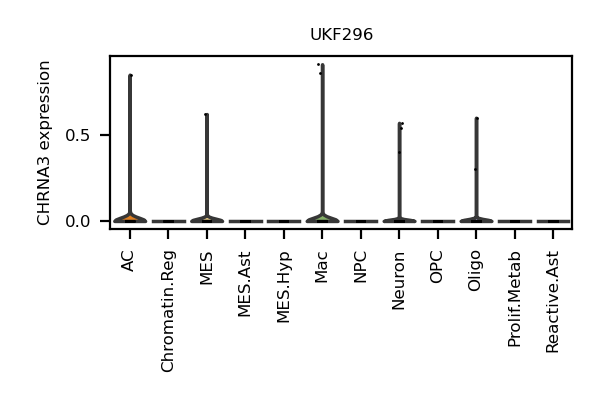 UKF296
CHRNA3 expression
0.5
0.0
AC
Chromatin.Reg
MES
MES.Ast
MES.Hyp
Mac
NPC
Neuron
OPC
Oligo
Prolif.Metab
Reactive.Ast